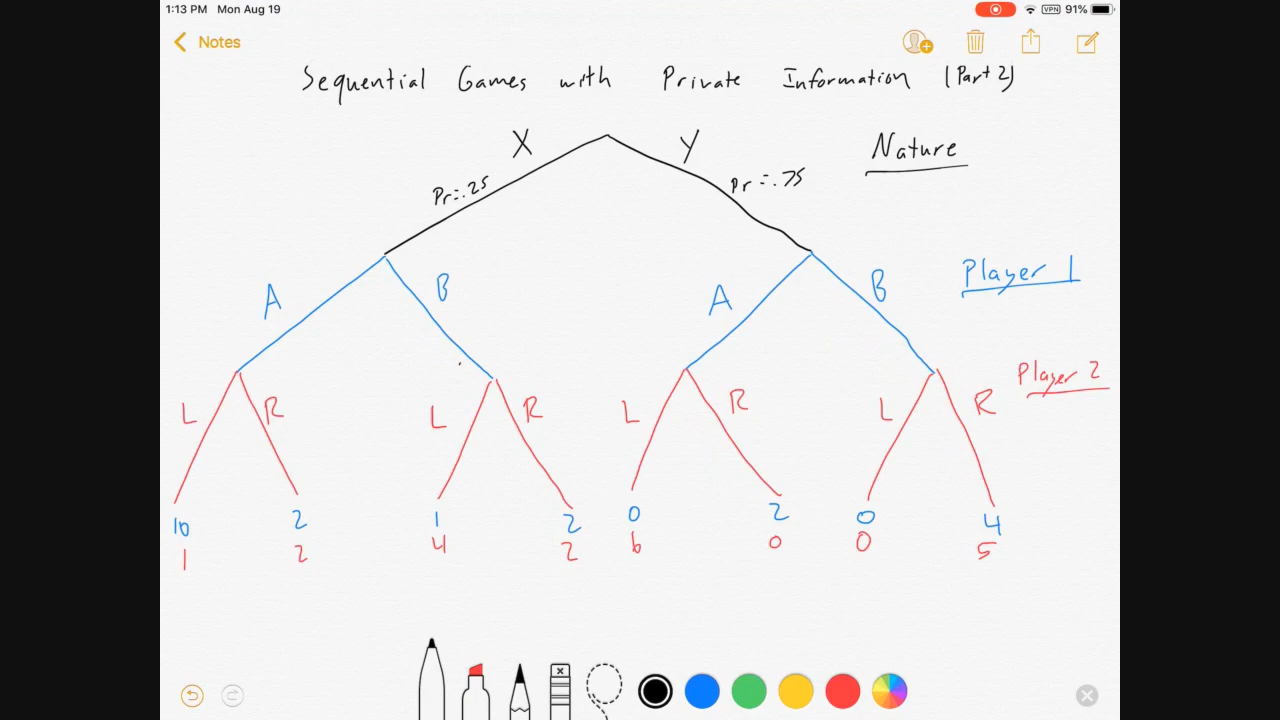 1:13 PM Mon Aug 19 VPN 91%
Notes
Sequential Games with Private Information (Part 2)
X Y Nature
Pr=.25 Pr=.75
A B A B Player 1
Player 2
L R L R L R L R
10 2 1 2 0 2 0 4
1 2 4 2 6 0 0 5